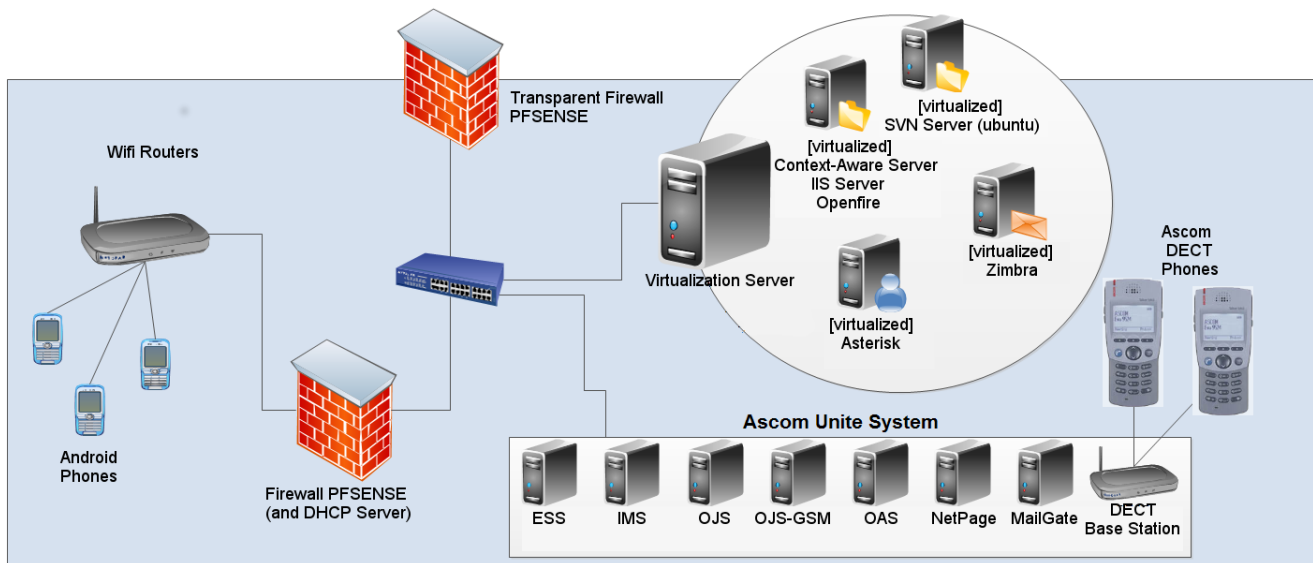 Transparent Firewall
PFSENSE
Wifi Routers
Android
Phones
Firewall PFSENSE
(and DHCP Server)
Virtualization Server
[virtualized]
SVN Server (ubuntu)
[virtualized]
Context-Aware Server
IIS Server
Openfire
[virtualized]
Zimbra
[virtualized]
Asterisk
Ascom
DECT
Phones
Ascom Unite System
ESS
IMS
OJS
OJS-GSM
OAS
NetPage
MailGate
DECT
Base Station